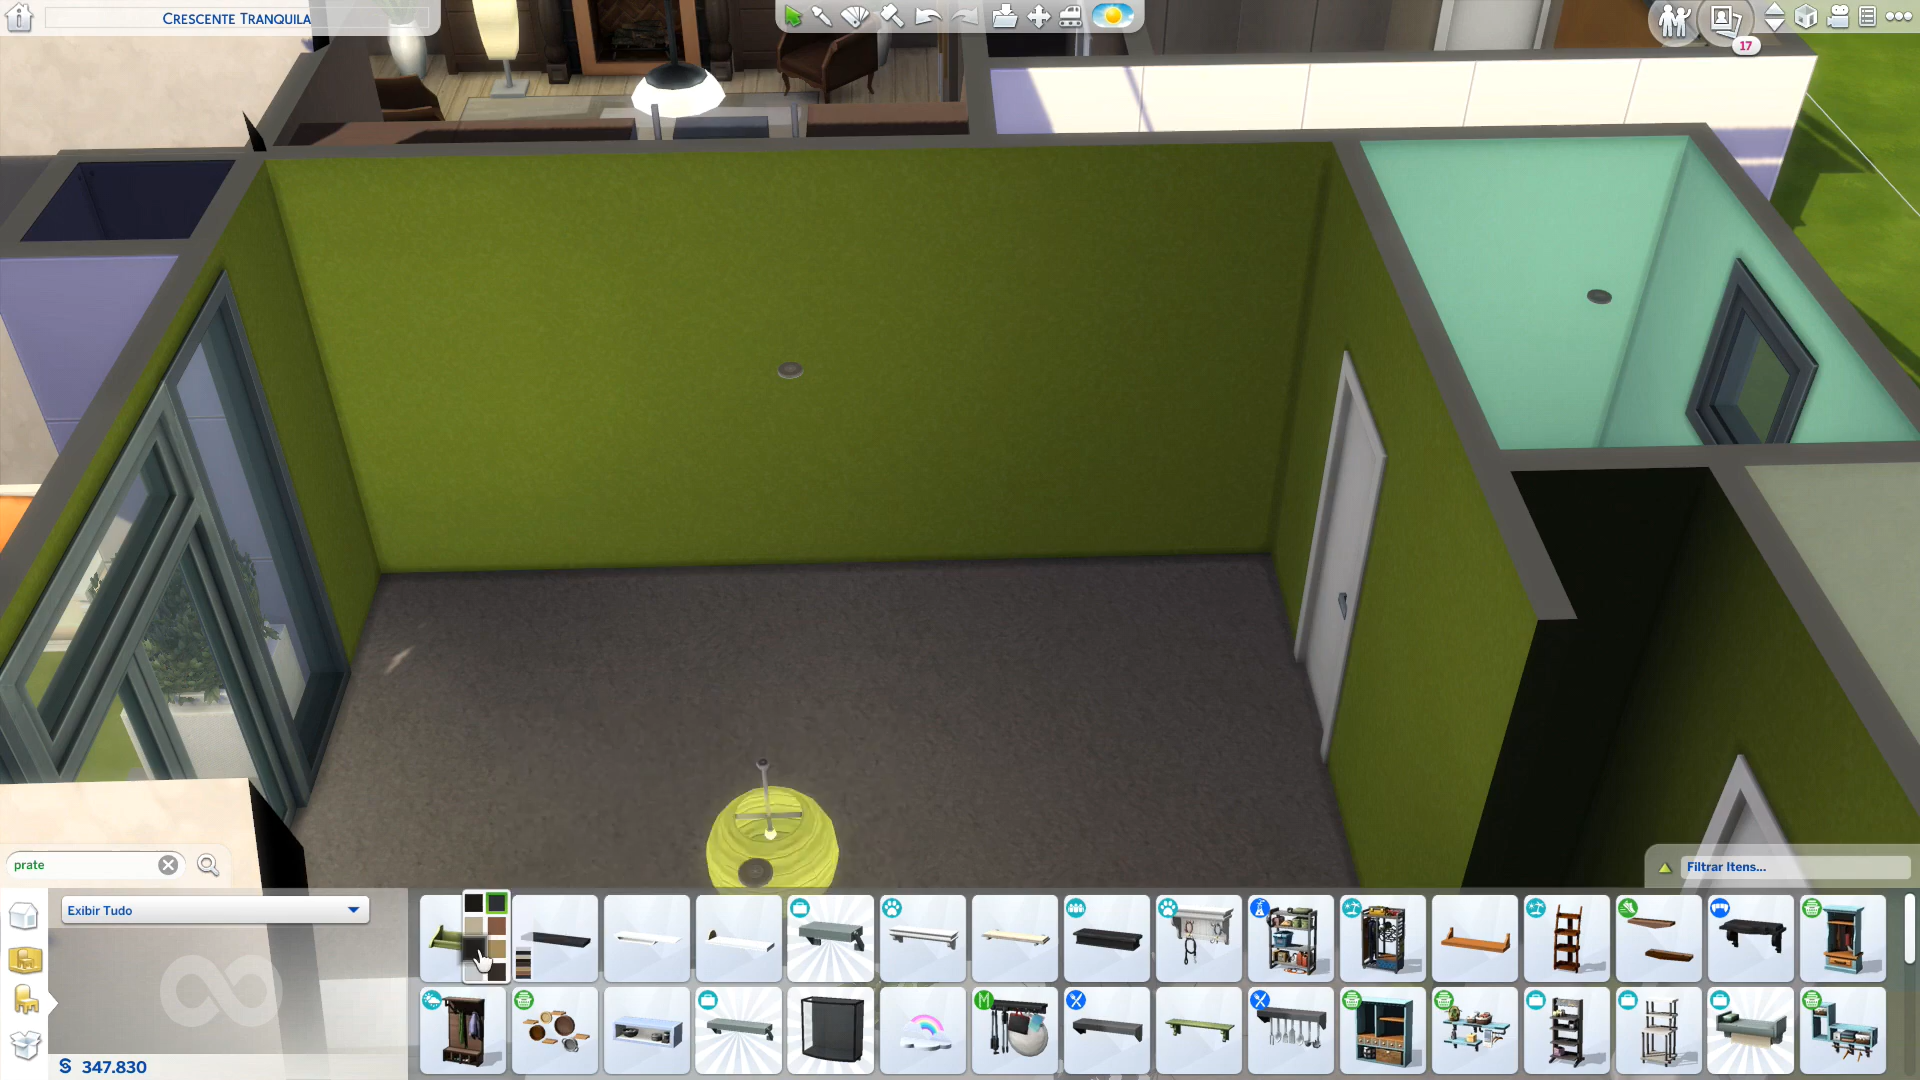 CRESCENTE TRANQUILA
17
prate
Filtrar Itens...
Exibir Tudo
M
§ 347.830